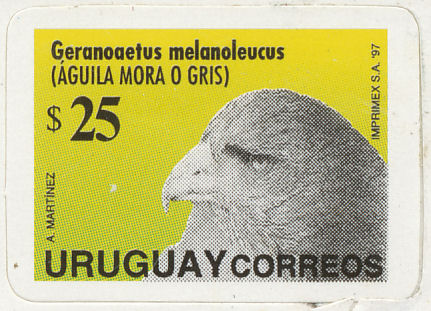 Geranoaetus melanoleucus
(ÁGUILA MORA O GRIS)
$ 25
IMPRIMEX S.A. '97
A. MARTÍNEZ
URUGUAY CORREOS